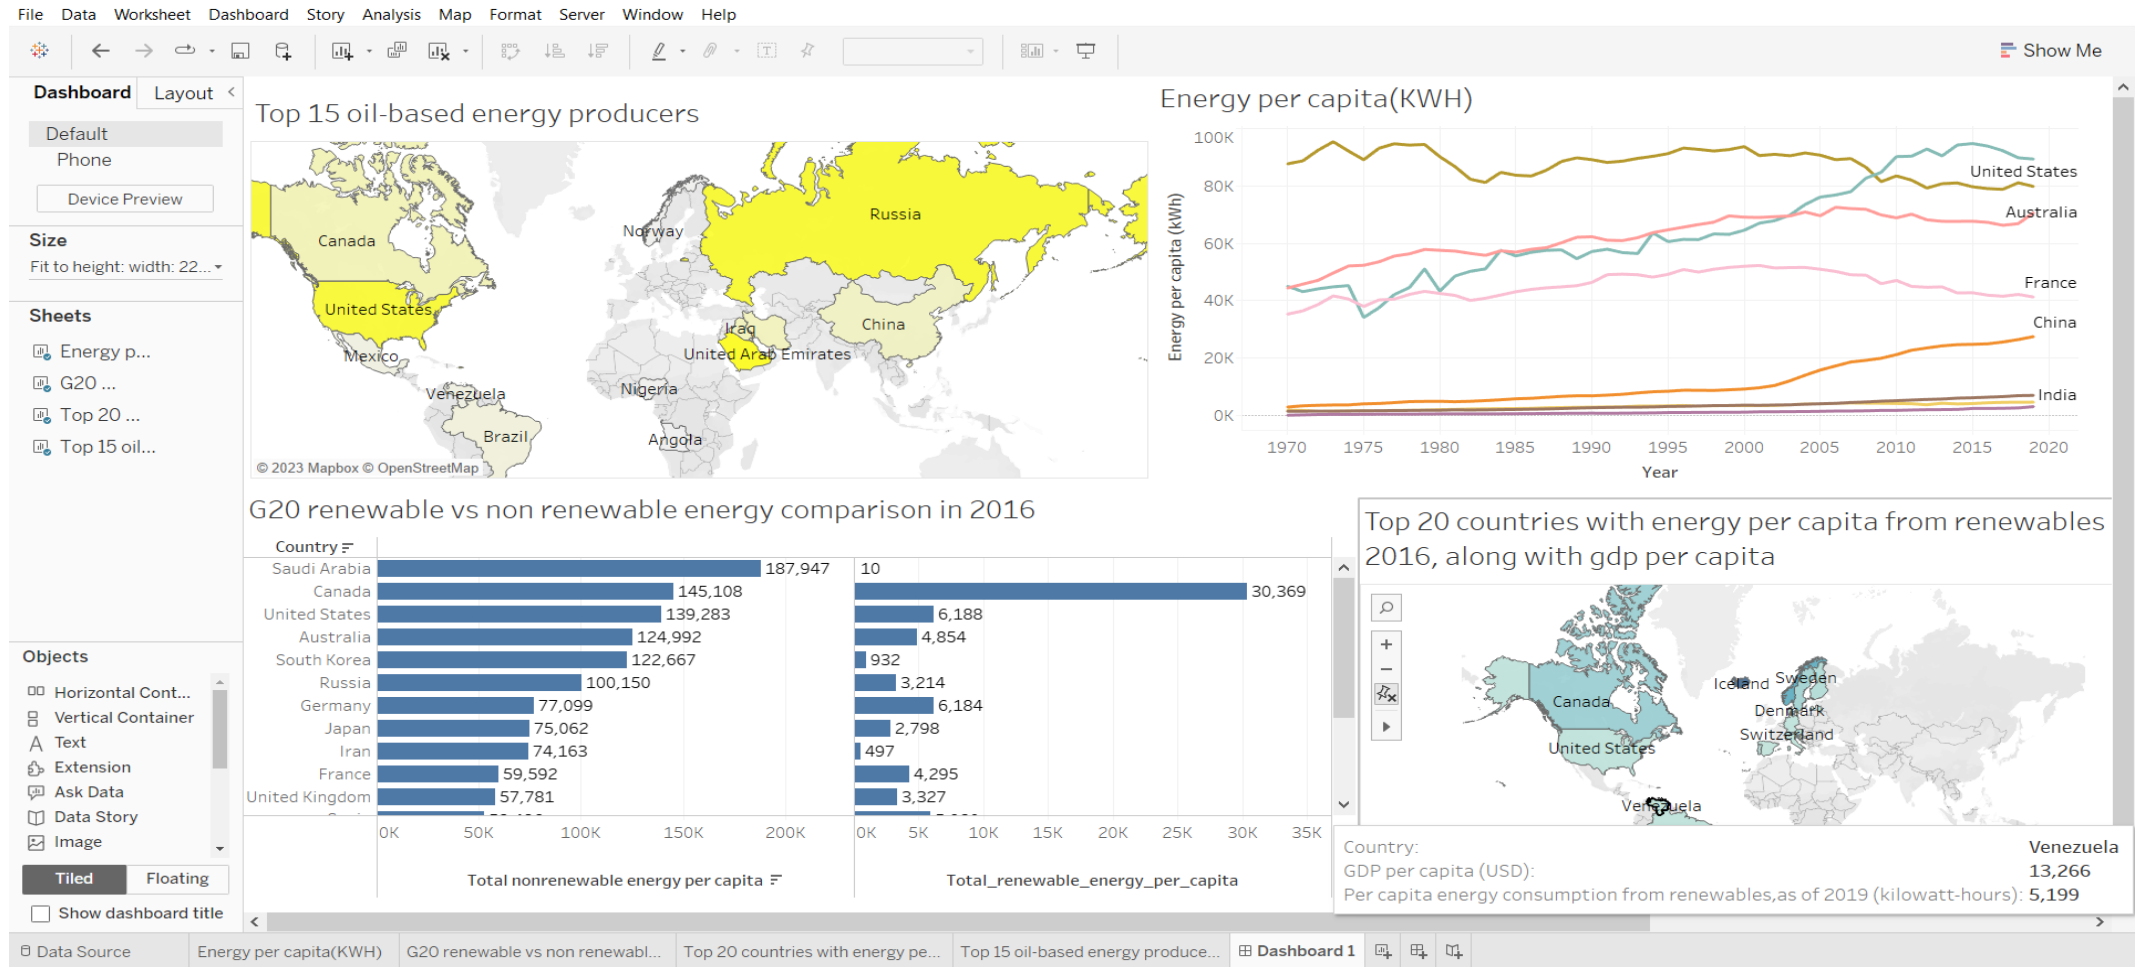 File Data Worksheet Dashboard Story Analysis Map Format Server Window Help
Show Me
Dashboard Layout
Default
Phone
Device Preview
Size
Fit to height: width: 22...
Sheets
Energy p...
G20 ...
Top 20 ...
Top 15 oil...
Objects
Horizontal Cont...
Vertical Container
Text
Extension
Ask Data
Data Story
Image
Tiled Floating
Show dashboard title
Top 15 oil-based energy producers
Russia
Norway
Canada
United States
China
Iraq
Mexico
United Arab Emirates
Nigeria
Venezuela
Brazil
Angola
© 2023 Mapbox © OpenStreetMap
Energy per capita(KWH)
Energy per capita (kWh)
100K
80K
60K
40K
20K
0K
United States
Australia
France
China
India
1970 1975 1980 1985 1990 1995 2000 2005 2010 2015 2020
Year
G20 renewable vs non renewable energy comparison in 2016
Country
Saudi Arabia 187,947 10
Canada 145,108 30,369
United States 139,283 6,188
Australia 124,992 4,854
South Korea 122,667 932
Russia 100,150 3,214
Germany 77,099 6,184
Japan 75,062 2,798
Iran 74,163 497
France 59,592 4,295
United Kingdom 57,781 3,327
0K 50K 100K 150K 200K 0K 5K 10K 15K 20K 25K 30K 35K
Total nonrenewable energy per capita Total_renewable_energy_per_capita
Top 20 countries with energy per capita from renewables
2016, along with gdp per capita
Iceland Sweden
Canada
Denmark
Switzerland
United States
Venezuela
Country: Venezuela
GDP per capita (USD): 13,266
Per capita energy consumption from renewables,as of 2019 (kilowatt-hours): 5,199
Data Source Energy per capita(KWH) G20 renewable vs non renewabl... Top 20 countries with energy pe... Top 15 oil-based energy produce... Dashboard 1